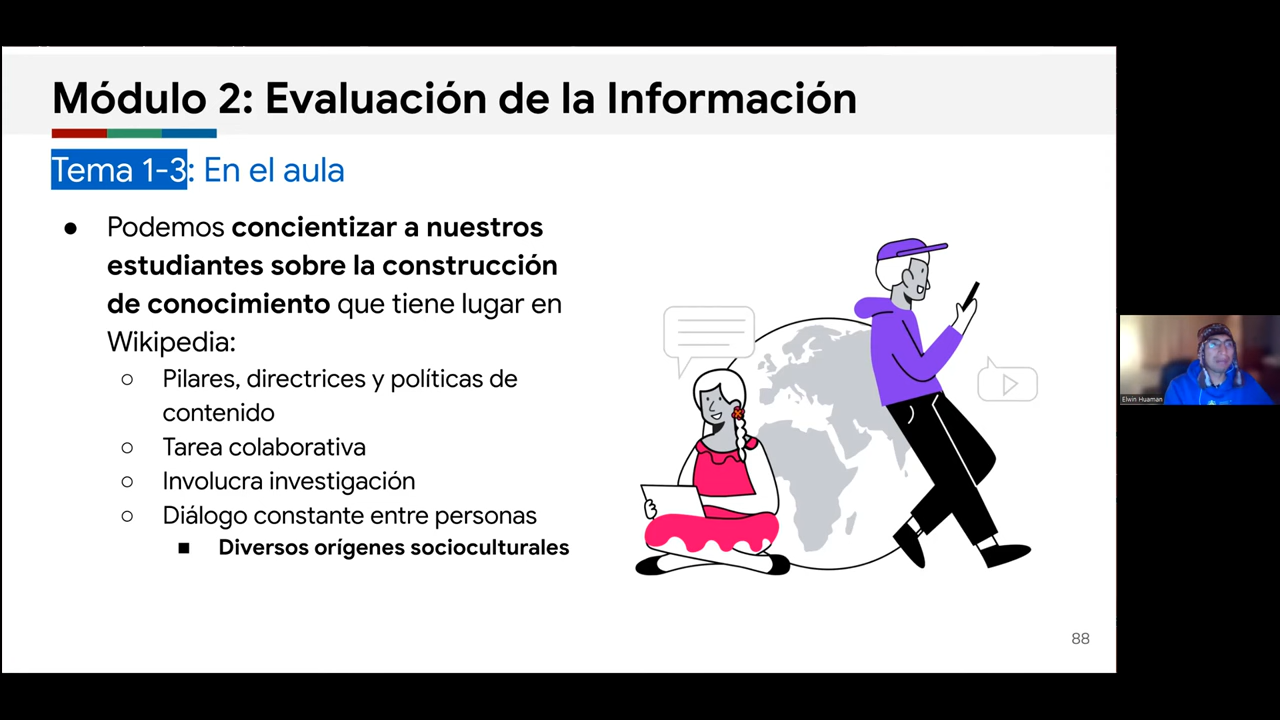 Módulo 2: Evaluación de la Información
Tema 1-3: En el aula
● Podemos concientizar a nuestros
estudiantes sobre la construcción
de conocimiento que tiene lugar en
Wikipedia:
○ Pilares, directrices y políticas de
contenido
○ Tarea colaborativa
○ Involucra investigación
○ Diálogo constante entre personas
■ Diversos orígenes socioculturales
Elwin Huaman
88